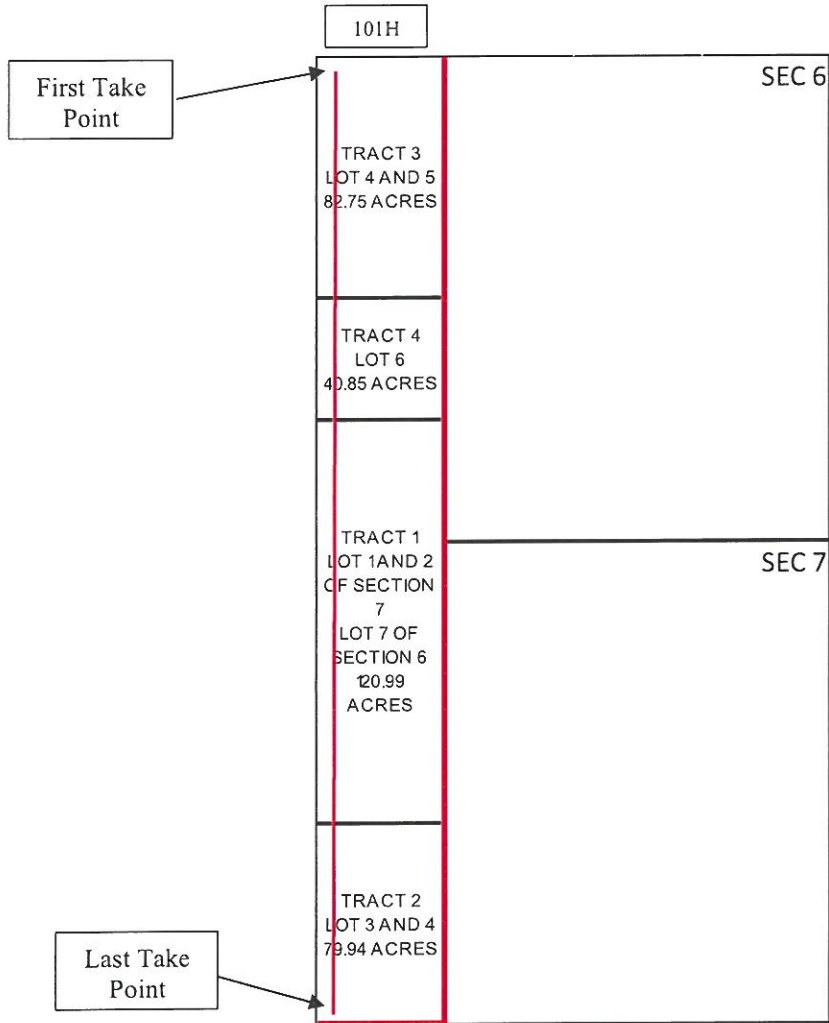 101H
First Take
Point
SEC 6
TRACT 3
LOT 4 AND 5
82.75 ACRES
TRACT 4
LOT 6
40.85 ACRES
TRACT 1
LOT 1AND 2
OF SECTION
7
LOT 7 OF
SECTION 6
120.99
ACRES
SEC 7
TRACT 2
LOT 3 AND 4
79.94 ACRES
Last Take
Point